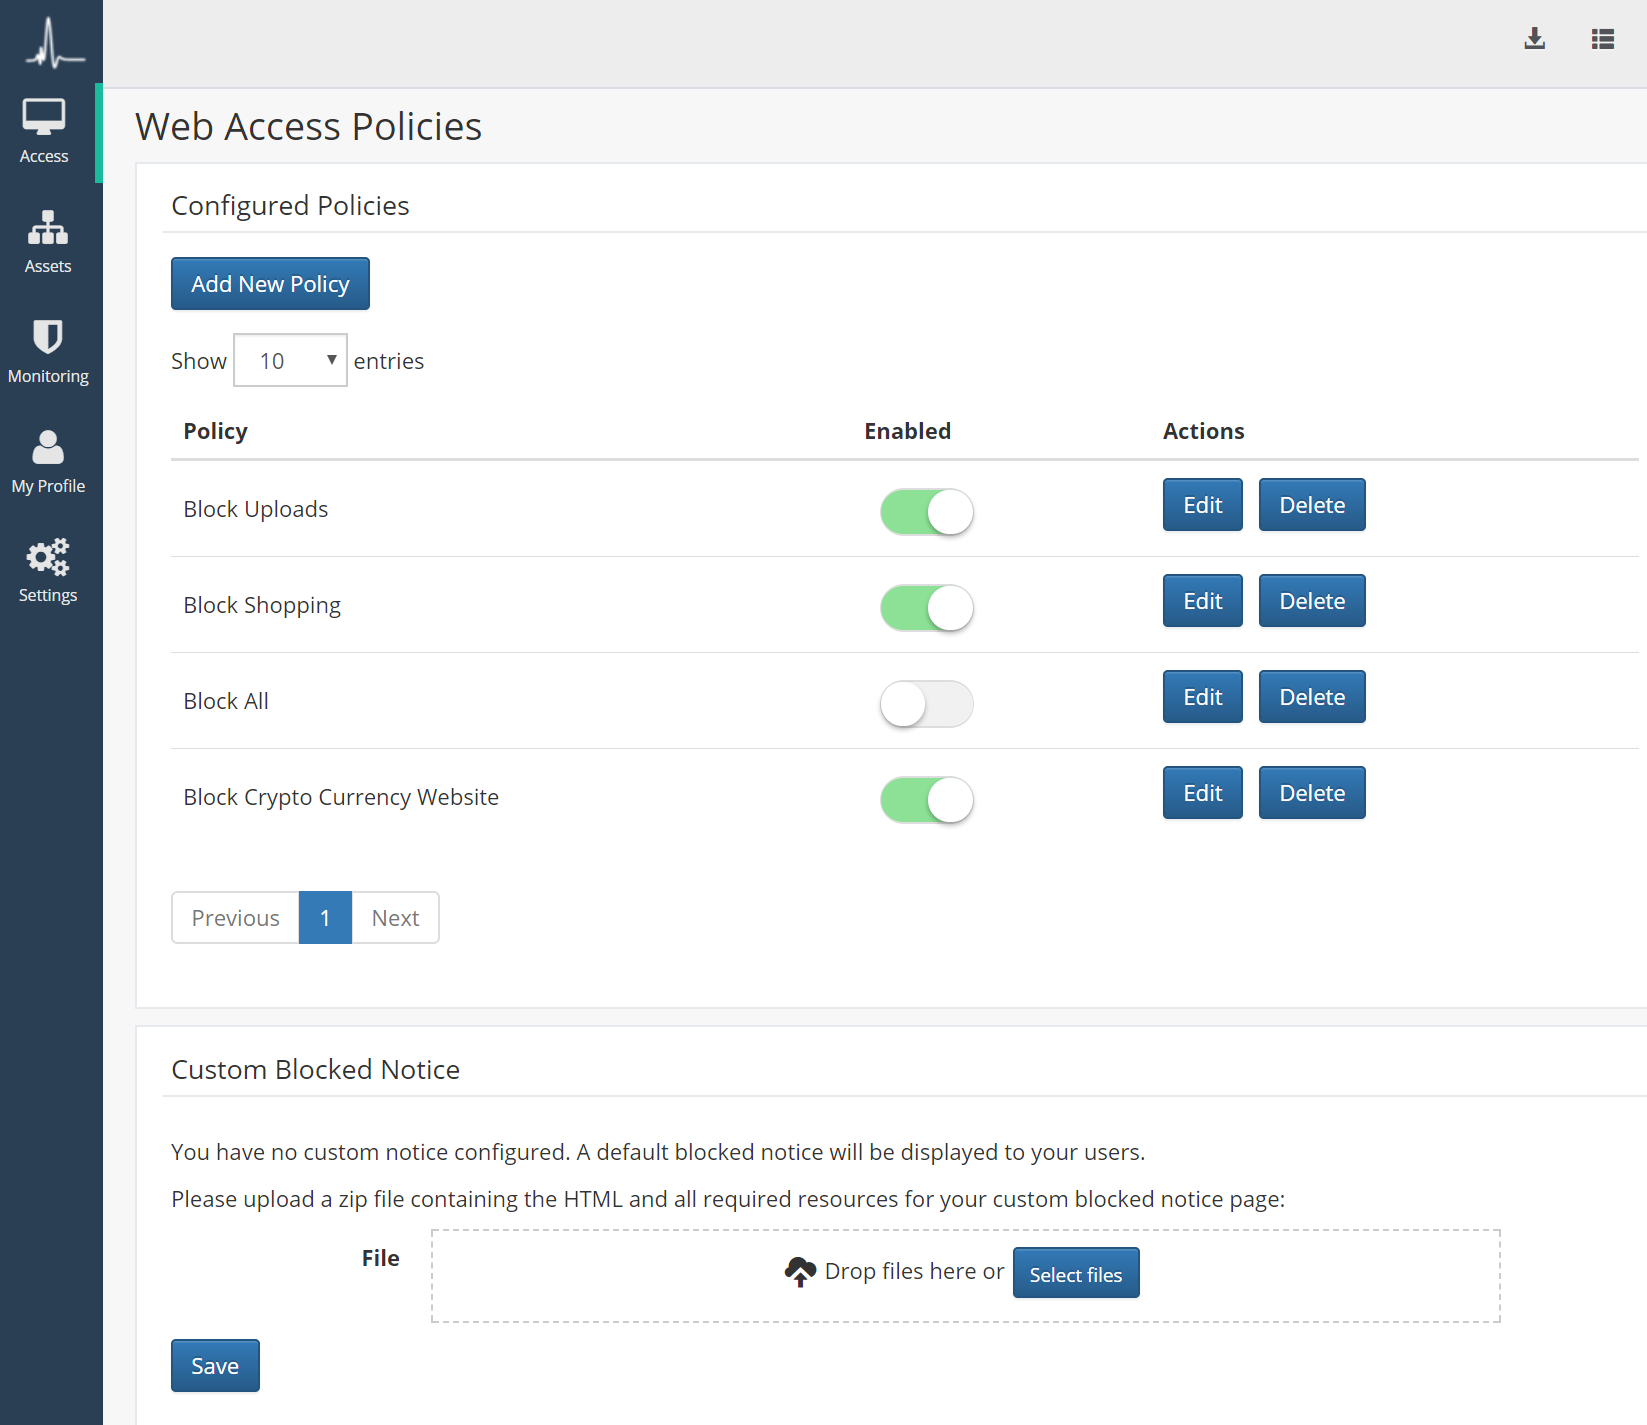 Access
Assets
Monitoring
My Profile
Settings
Web Access Policies
Configured Policies
Add New Policy
Show 10 entries
Policy Enabled Actions
Block Uploads Edit Delete
Block Shopping Edit Delete
Block All Edit Delete
Block Crypto Currency Website Edit Delete
Previous 1 Next
Custom Blocked Notice
You have no custom notice configured. A default blocked notice will be displayed to your users.
Please upload a zip file containing the HTML and all required resources for your custom blocked notice page:
File Drop files here or Select files
Save